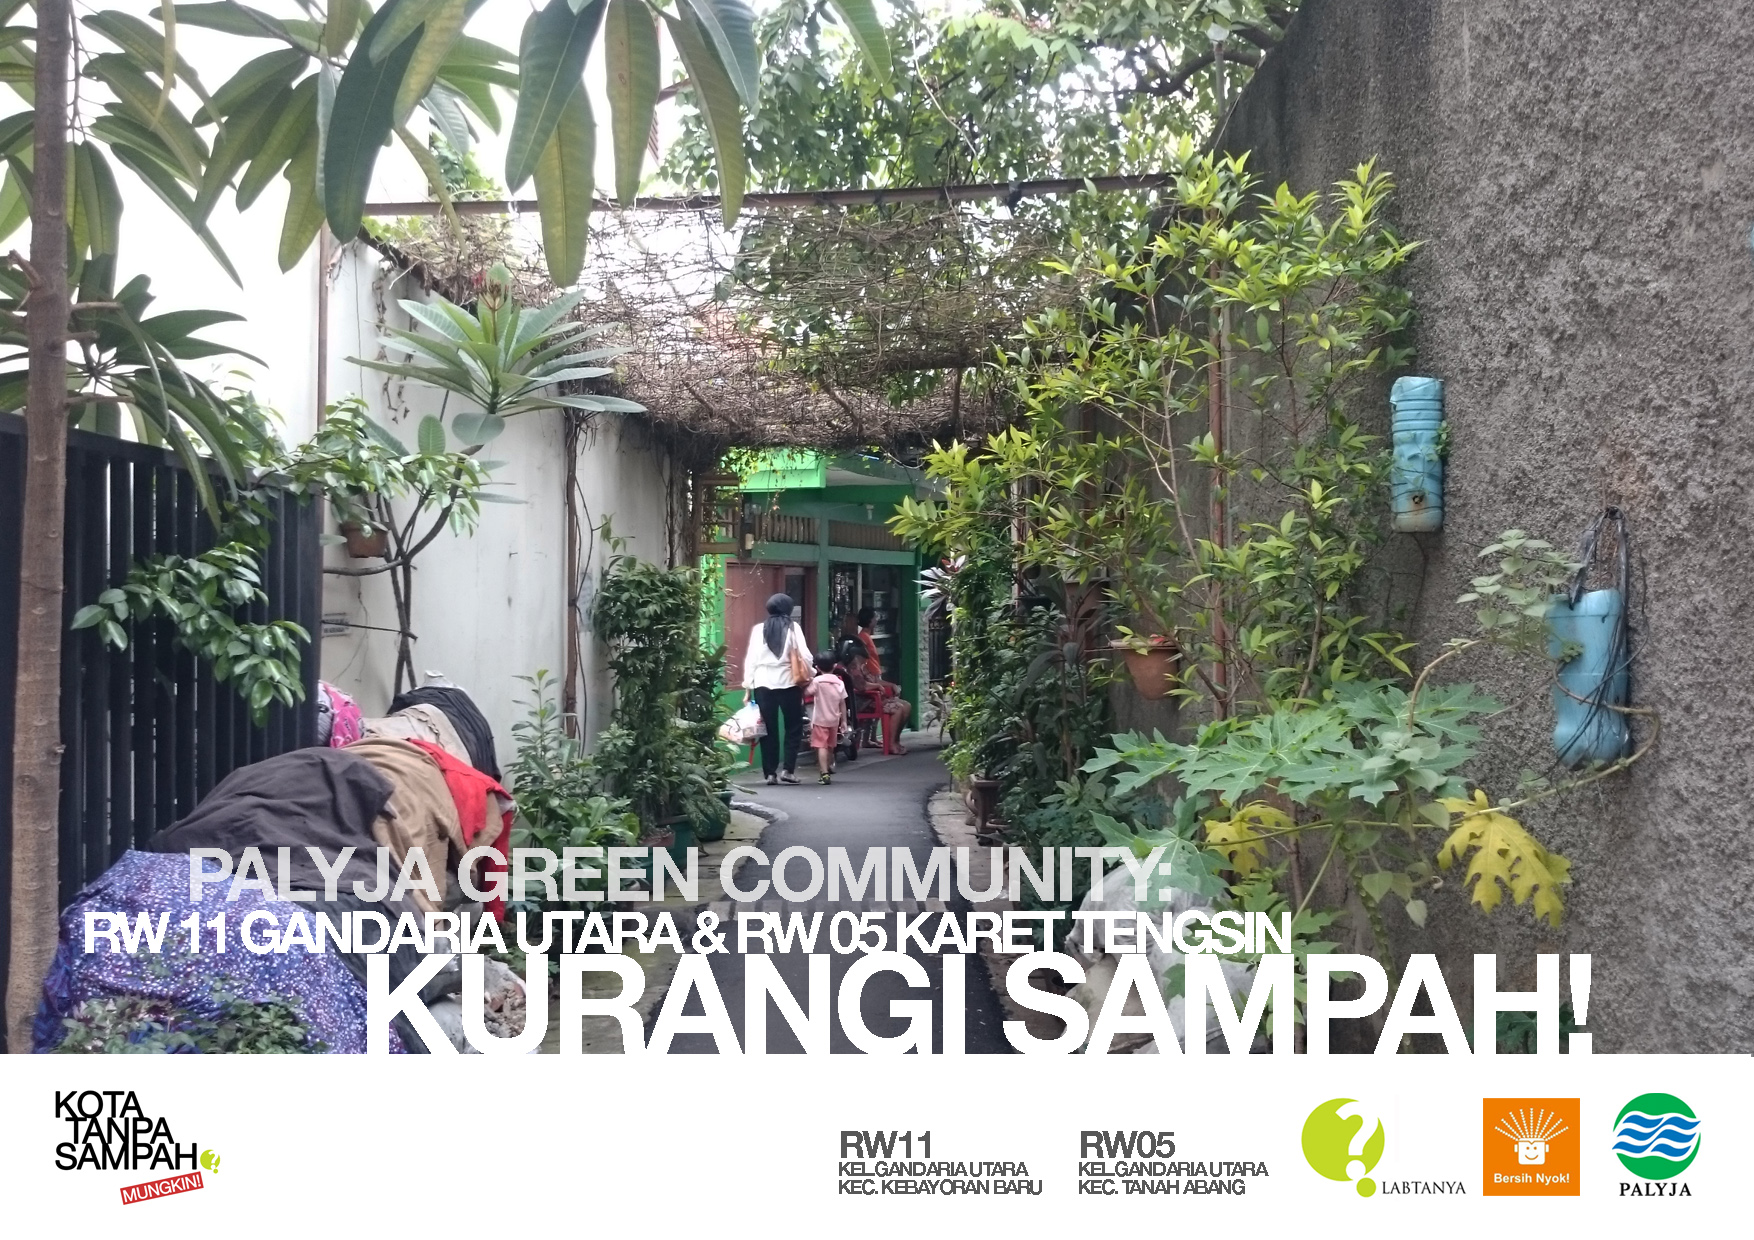 PALYJA GREEN COMMUNITY:
RW 11 GANDARIA UTARA & RW 05 KARET TENGSIN
KURANGI SAMPAH!
KOTA
TANPA
SAMPAH?
MUNGKIN!
RW11
KEL.GANDARIA UTARA
KEC. KEBAYORAN BARU
RW05
KEL.GANDARIA UTARA
KEC. TANAH ABANG
?
LABTANYA
Bersih Nyok!
PALYJA